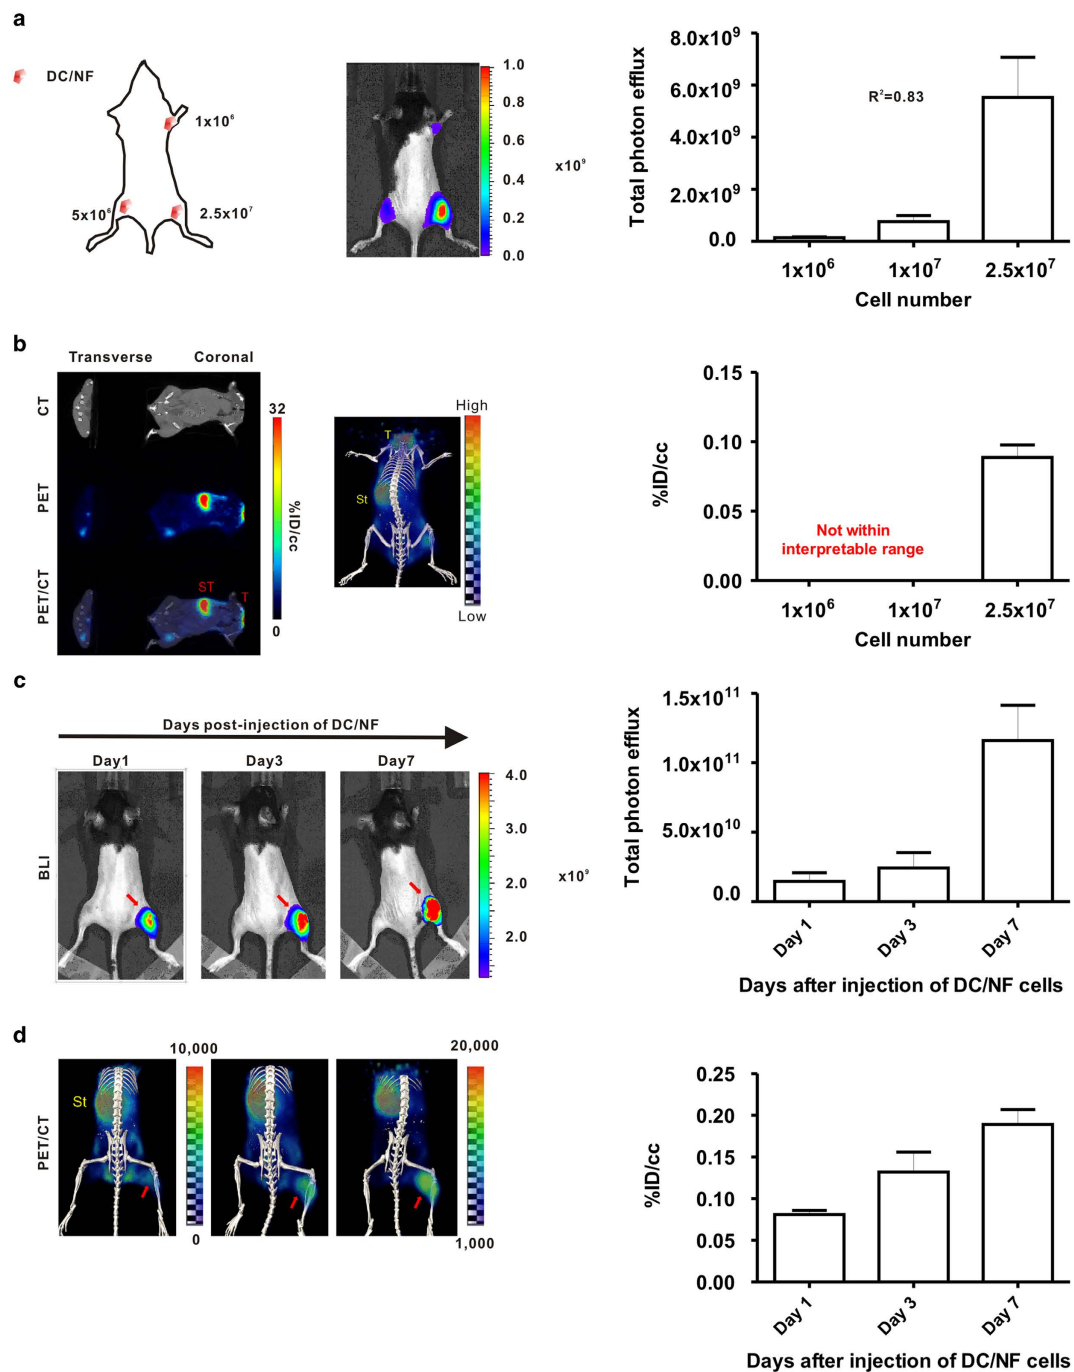 a
DC/NF
1x10⁶
5x10⁶
2.5x10⁷
1.0
0.8
0.6
0.4
0.2
0.0
x10⁹
Total photon efflux
8.0x10⁹
6.0x10⁹
4.0x10⁹
2.0x10⁹
0.0
R²=0.83
1x10⁶
1x10⁷
2.5x10⁷
Cell number
b
Transverse
Coronal
CT
PET
PET/CT
ST
T
32
%ID/cc
0
T
St
High
Low
%ID/cc
0.15
0.10
0.05
0.00
Not within
interpretable range
1x10⁶
1x10⁷
2.5x10⁷
Cell number
c
Days post-injection of DC/NF
Day1
Day3
Day7
BLI
4.0
3.0
2.0
2.0
x10⁹
Total photon efflux
1.5x10¹¹
1.0x10¹¹
5.0x10¹⁰
0.0
Day 1
Day 3
Day 7
Days after injection of DC/NF cells
d
PET/CT
St
10,000
0
20,000
1,000
%ID/cc
0.25
0.20
0.15
0.10
0.05
0.00
Day 1
Day 3
Day 7
Days after injection of DC/NF cells